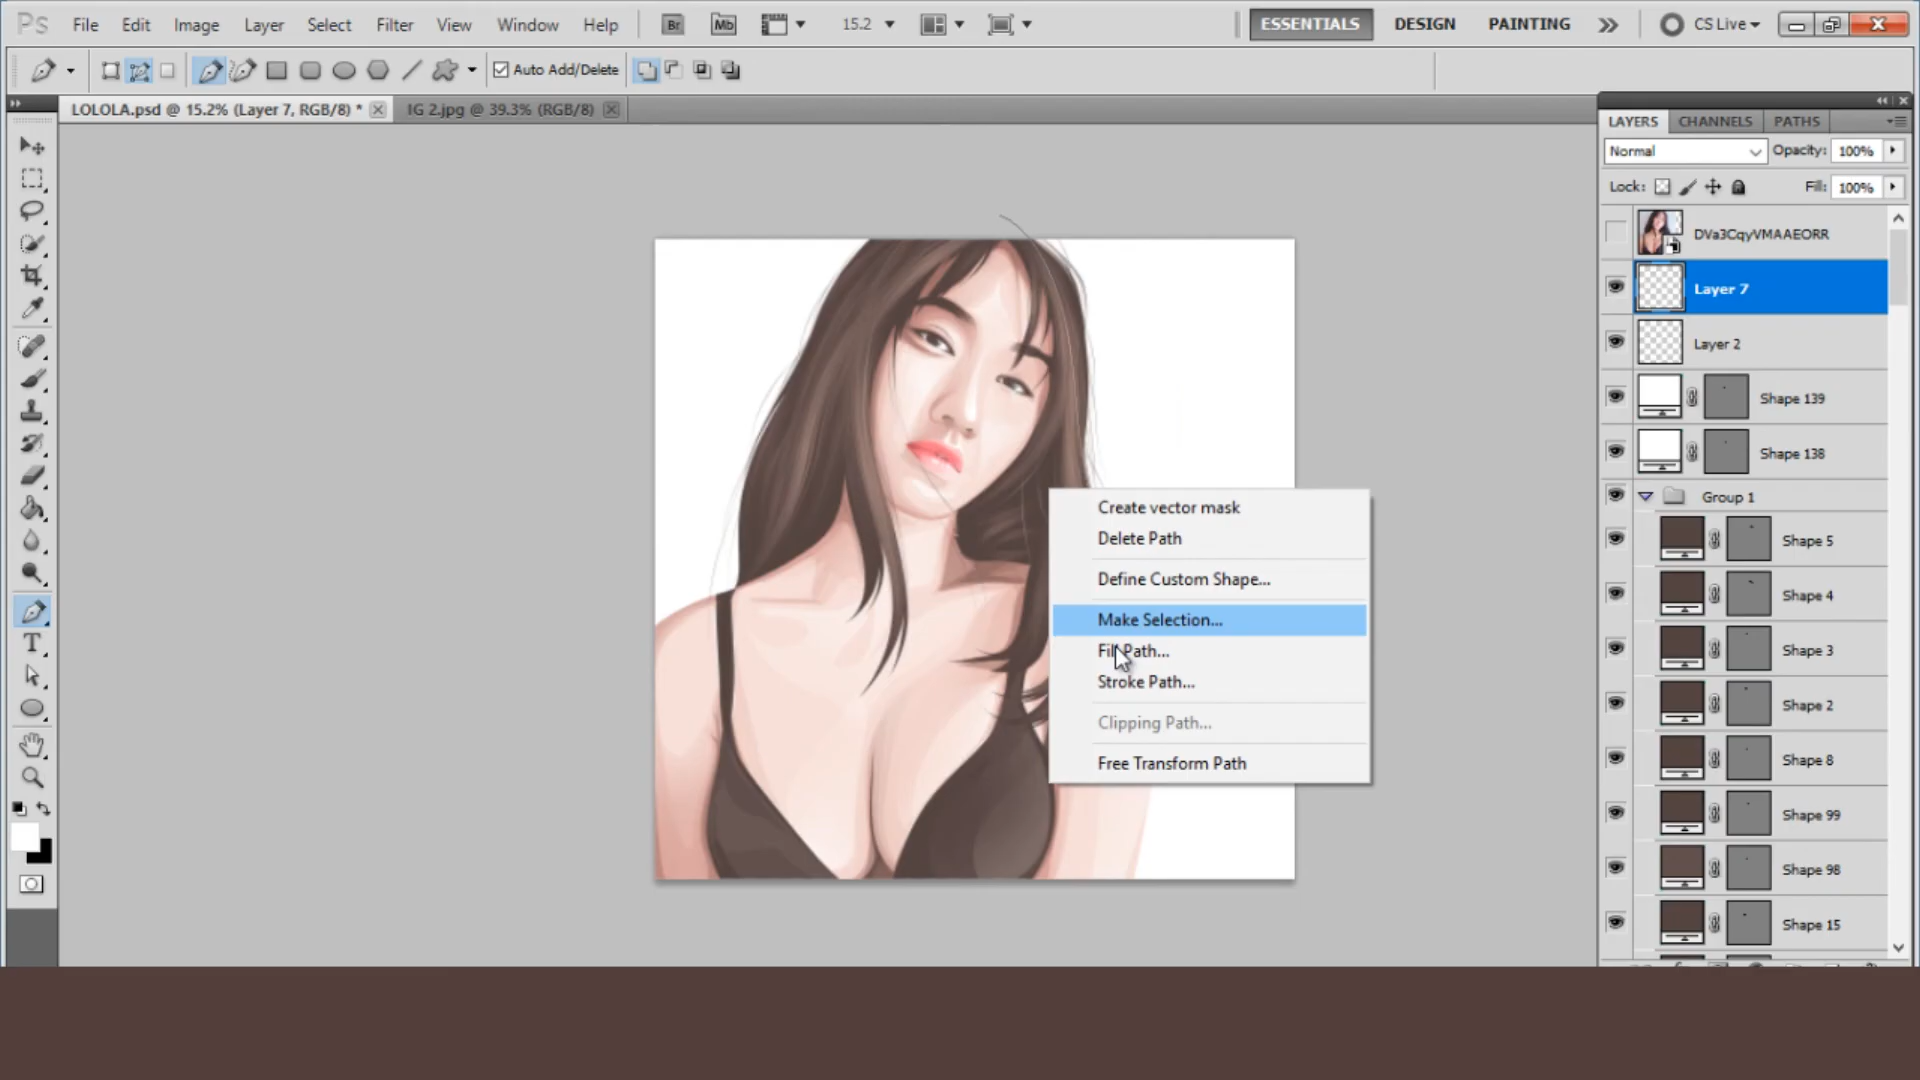 Ps File Edit Image Layer Select Filter View Window Help Br Mb 15.2 ESSENTIALS DESIGN PAINTING CS Live
Auto Add/Delete
LOLOLA.psd @ 15.2% (Layer 7, RGB/8) * IG 2.jpg @ 39.3% (RGB/8)
LAYERS CHANNELS PATHS
Normal Opacity: 100%
Lock: Fill: 100%
DVa3CqyVMAAEORR
Layer 7
Layer 2
Shape 139
Shape 138
Group 1
Shape 5
Shape 4
Shape 3
Shape 2
Shape 8
Shape 99
Shape 98
Shape 15
Create vector mask
Delete Path
Define Custom Shape...
Make Selection...
Fill Path...
Stroke Path...
Clipping Path...
Free Transform Path
T